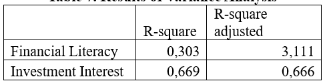 R-square R-square adjusted
Financial Literacy 0,303 3,111
Investment Interest 0,669 0,666